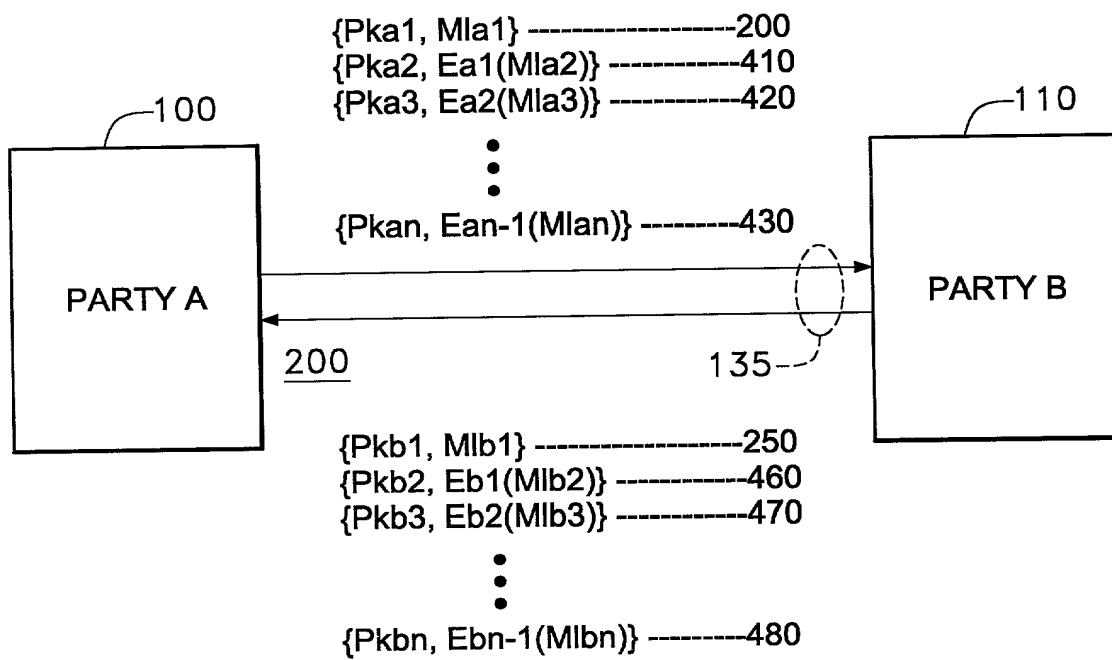 {Pka1, Mla1} -------------------200
{Pka2, Ea1(Mla2)} -----------410
{Pka3, Ea2(Mla3)} -----------420
100
110
{Pkan, Ean-1(Mlan)} ---------430
PARTY A
PARTY B
200
135
{Pkb1, Mlb1} -------------------250
{Pkb2, Eb1(Mlb2)} -----------460
{Pkb3, Eb2(Mlb3)} -----------470
{Pkbn, Ebn-1(Mlbn)} ---------480